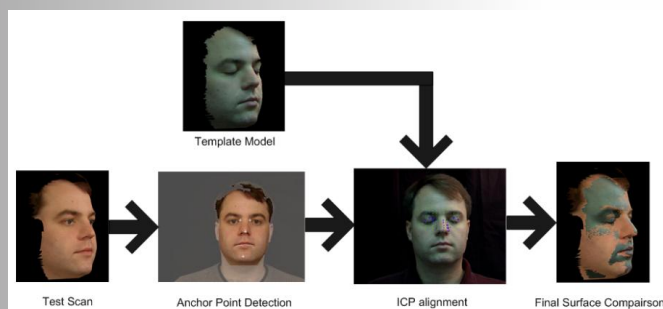 Template Model
Test Scan
Anchor Point Detection
ICP alignment
Final Surface Compairson